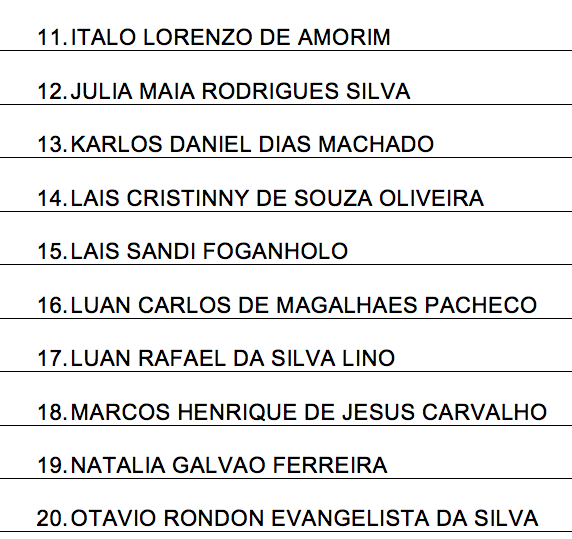 11. ITALO LORENZO DE AMORIM
12. JULIA MAIA RODRIGUES SILVA
13. KARLOS DANIEL DIAS MACHADO
14. LAIS CRISTINNY DE SOUZA OLIVEIRA
15. LAIS SANDI FOGANHOLO
16. LUAN CARLOS DE MAGALHAES PACHECO
17. LUAN RAFAEL DA SILVA LINO
18. MARCOS HENRIQUE DE JESUS CARVALHO
19. NATALIA GALVAO FERREIRA
20. OTAVIO RONDON EVANGELISTA DA SILVA